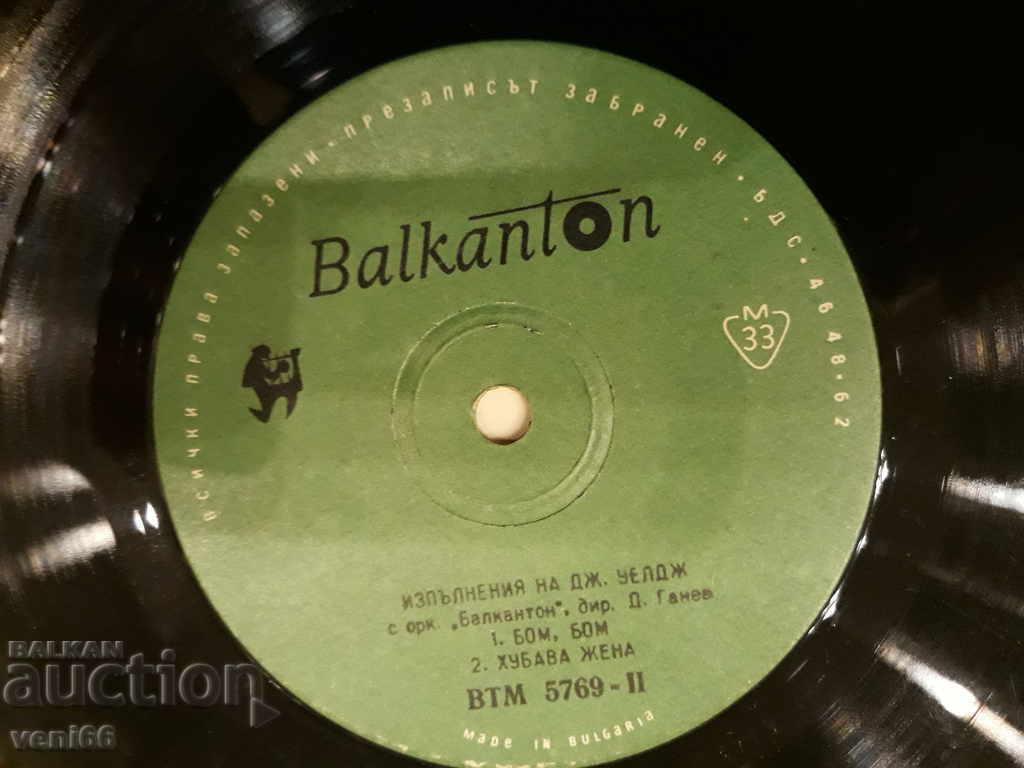 ВСИЧКИ ПРАВА ЗАПАЗЕНИ · ПРЕЗАПИСЪТ ЗАБРАНЕН · БДС · 4648-62
Balkanton
М
33
ИЗПЪЛНЕНИЯ НА ДЖ. УЕЛДЖ
с орк. „Балкантон", дир. Д. Ганев
1. БОМ, БОМ
2. ХУБАВА ЖЕНА
ВТМ 5769 - II
MADE IN BULGARIA
BALKAN
auction
veni66